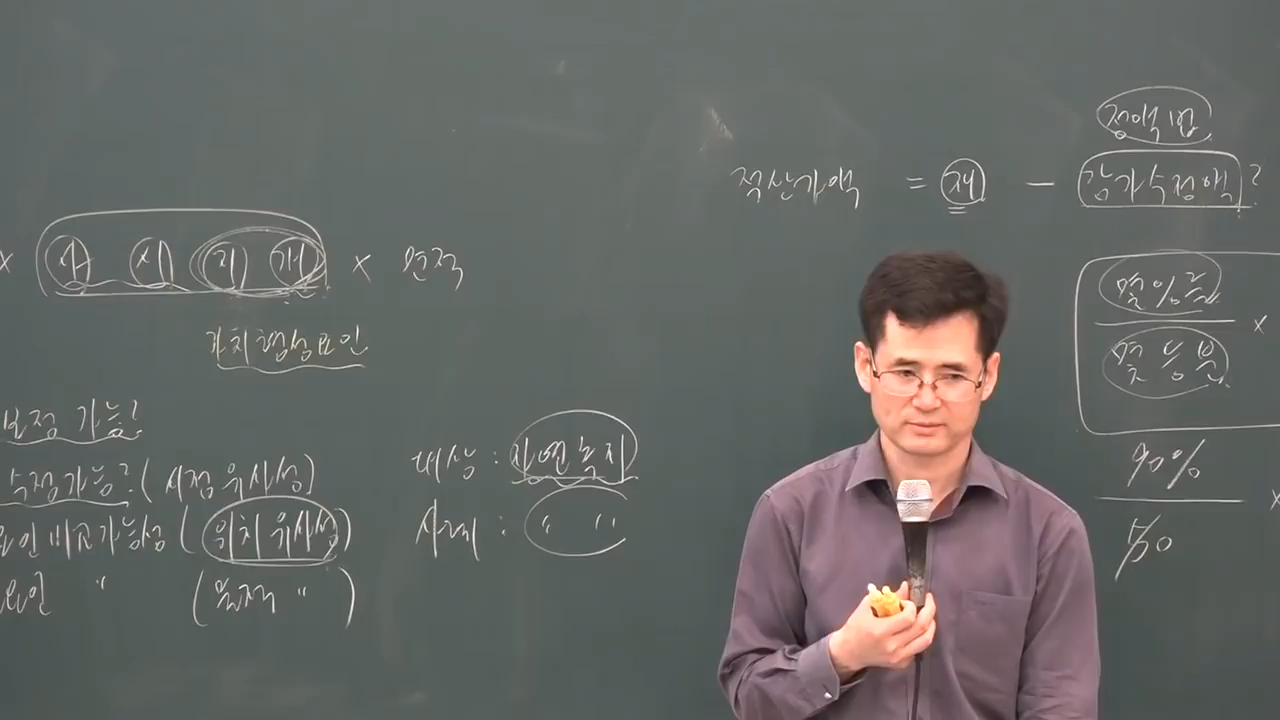 × 사 시 지 개 × 면적
가치형성요인
보정 가능?
수정가능? ( 시점 유사성 )
요인비교가능성 ( 위치 유사성 )
〃 ( 물적 〃 )
대상 : 자연녹지
사례 : 〃 〃
정액법
적산가액 = 재 - 감가수정액?
×
90%
50